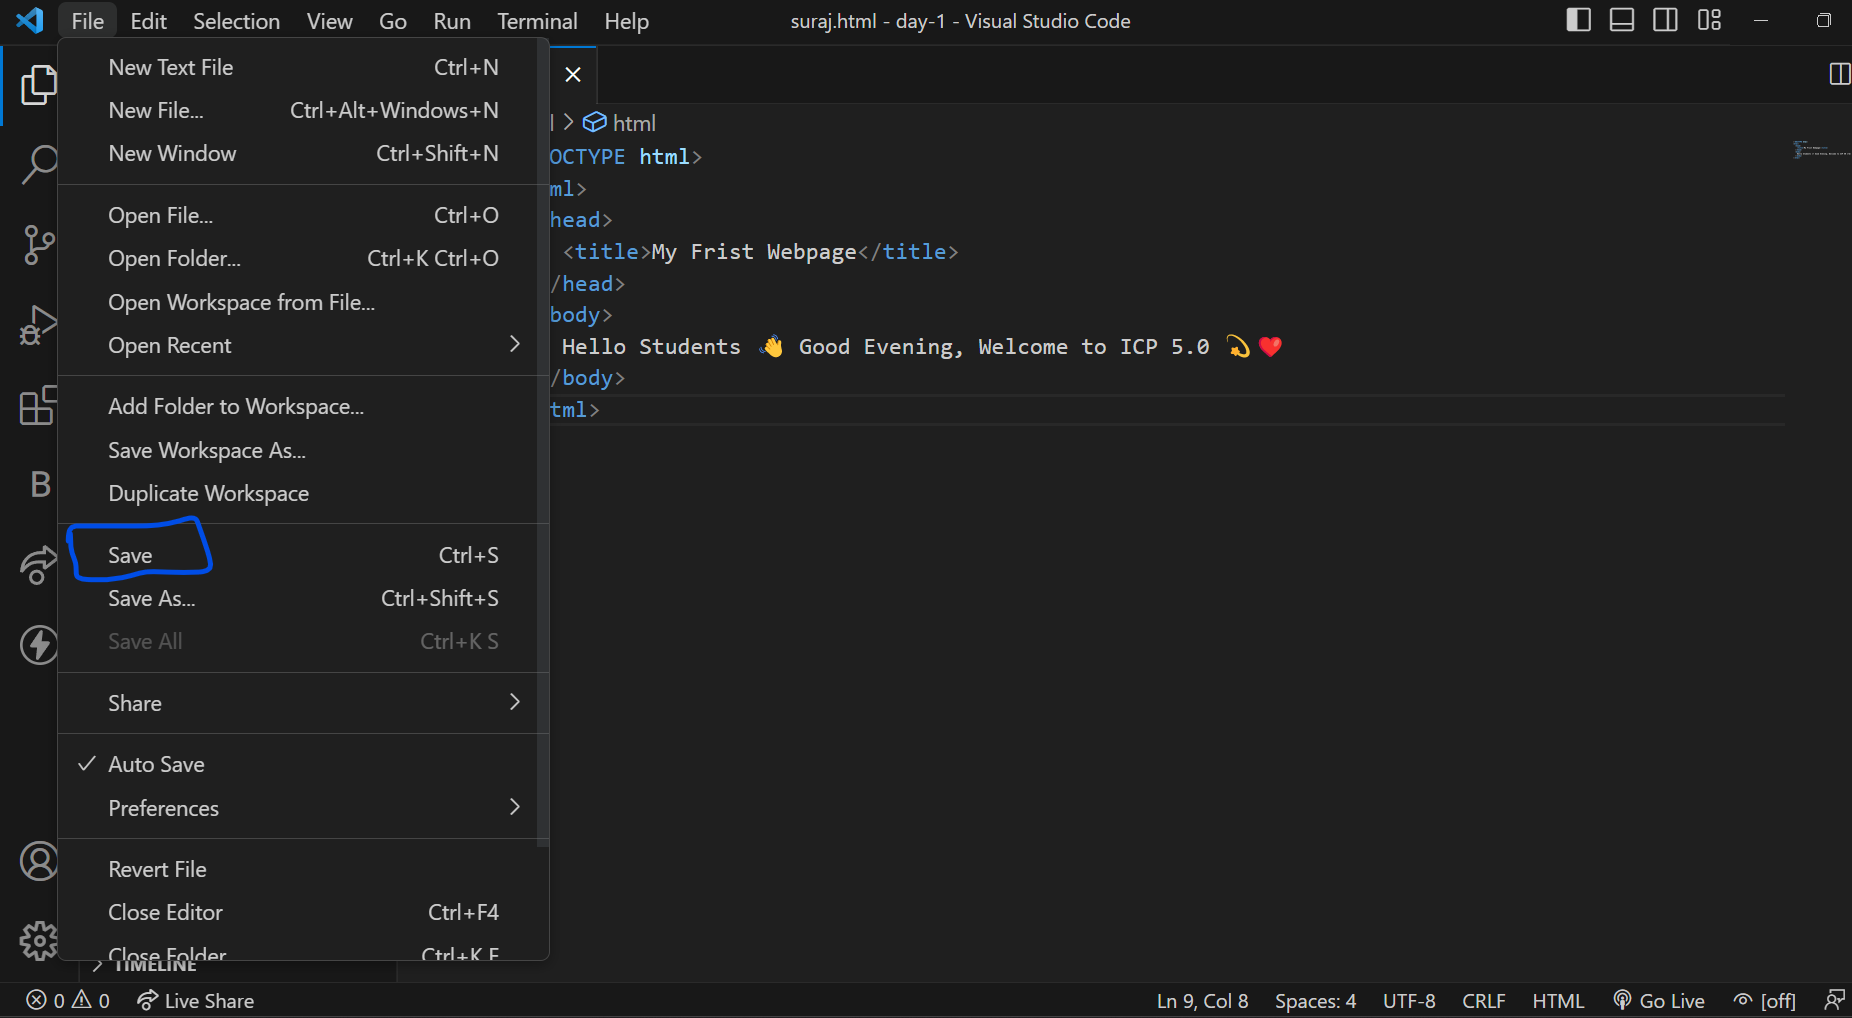 File Edit Selection View Go Run Terminal Help suraj.html - day-1 - Visual Studio Code
New Text File Ctrl+N
New File... Ctrl+Alt+Windows+N
New Window Ctrl+Shift+N
Open File... Ctrl+O
Open Folder... Ctrl+K Ctrl+O
Open Workspace from File...
Open Recent
Add Folder to Workspace...
Save Workspace As...
Duplicate Workspace
Save Ctrl+S
Save As... Ctrl+Shift+S
Save All Ctrl+K S
Share
Auto Save
Preferences
Revert File
Close Editor Ctrl+F4
Close Folder Ctrl+K F
TIMELINE
l > html
OCTYPE html>
ml>
head>
<title>My Frist Webpage</title>
/head>
body>
Hello Students 👋 Good Evening, Welcome to ICP 5.0 💫❤️
/body>
tml>
B
0 0 Live Share Ln 9, Col 8 Spaces: 4 UTF-8 CRLF HTML Go Live [off]